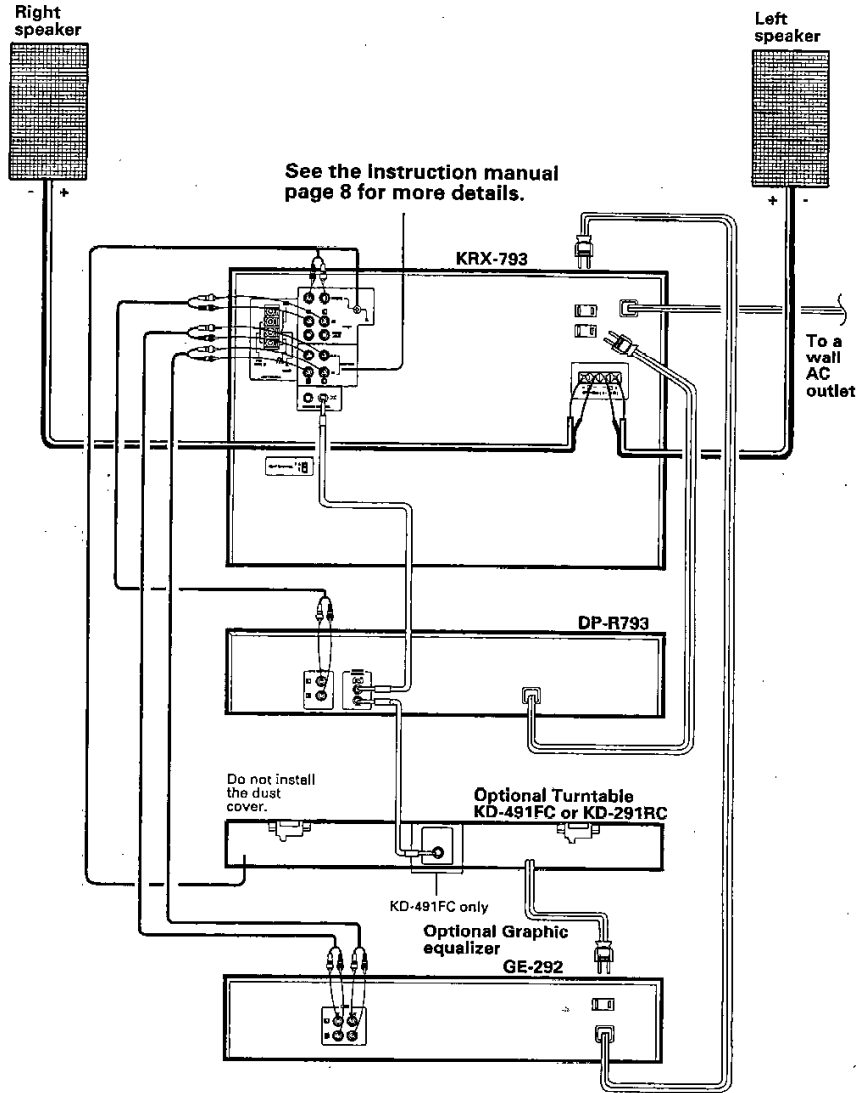 Right
speaker
Left
speaker
- +
+ -
See the Instruction manual
page 8 for more details.
KRX-793
To a
wall
AC
outlet
DP-R793
Do not install
the dust
cover.
Optional Turntable
KD-491FC or KD-291RC
KD-491FC only
Optional Graphic
equalizer
GE-292